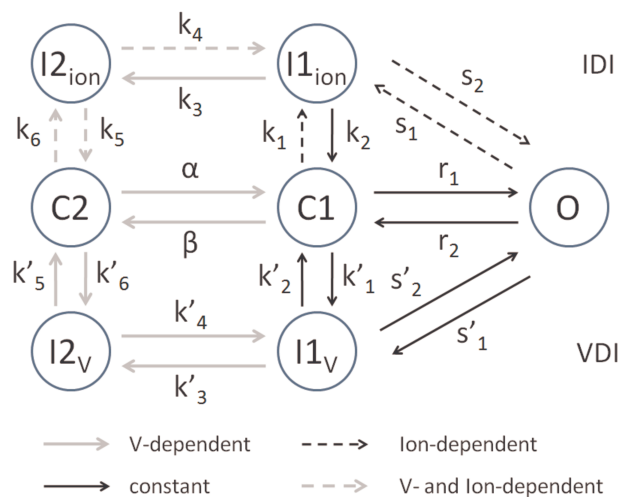 k4
I2ion I1ion IDI
k3 s2
s1
k6 k5 k1 k2
α r1
C2 C1 O
β r2
k'5 k'6 k'2 k'1 s'2
k'4 s'1
I2V I1V VDI
k'3
V-dependent Ion-dependent
constant V- and Ion-dependent